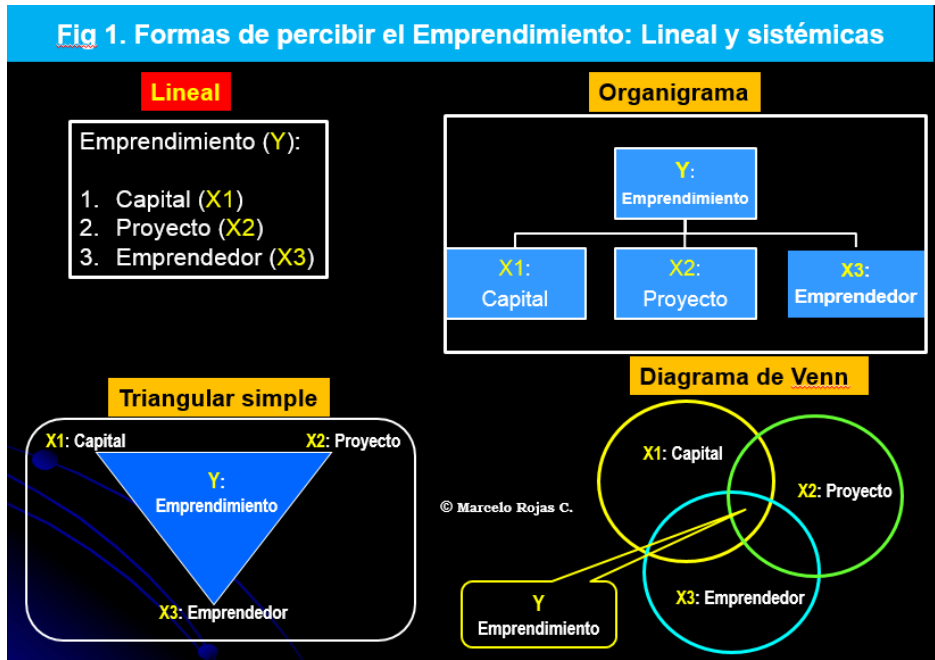 Fig 1. Formas de percibir el Emprendimiento: Lineal y sistémicas
Lineal
Emprendimiento (Y):
1. Capital (X1)
2. Proyecto (X2)
3. Emprendedor (X3)
Organigrama
Y:
Emprendimiento
X1:
Capital
X2:
Proyecto
X3:
Emprendedor
Triangular simple
X1: Capital
X2: Proyecto
Y:
Emprendimiento
X3: Emprendedor
© Marcelo Rojas C.
Diagrama de Venn
X1: Capital
X2: Proyecto
X3: Emprendedor
Y
Emprendimiento